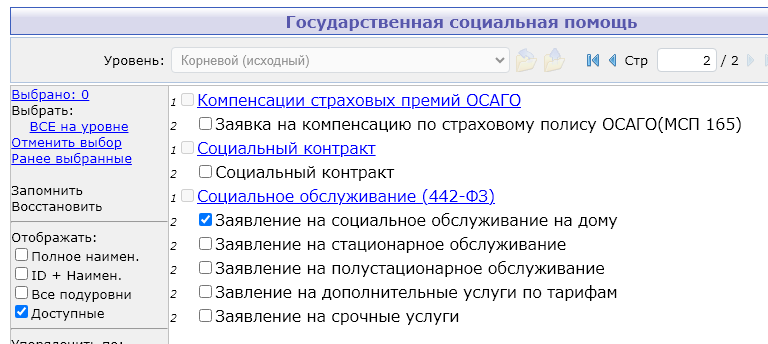 Государственная социальная помощь
Уровень: Корневой (исходный) Стр 2 / 2
Выбрано: 0
Выбрать:
ВСЕ на уровне
Отменить выбор
Ранее выбранные
Запомнить
Восстановить
Отображать:
Полное наимен.
ID + Наимен.
Все подуровни
Доступные
1 Компенсации страховых премий ОСАГО
2 Заявка на компенсацию по страховому полису ОСАГО(МСП 165)
1 Социальный контракт
2 Социальный контракт
1 Социальное обслуживание (442-ФЗ)
2 Заявление на социальное обслуживание на дому
2 Заявление на стационарное обслуживание
2 Заявление на полустационарное обслуживание
2 Завление на дополнительные услуги по тарифам
2 Заявление на срочные услуги